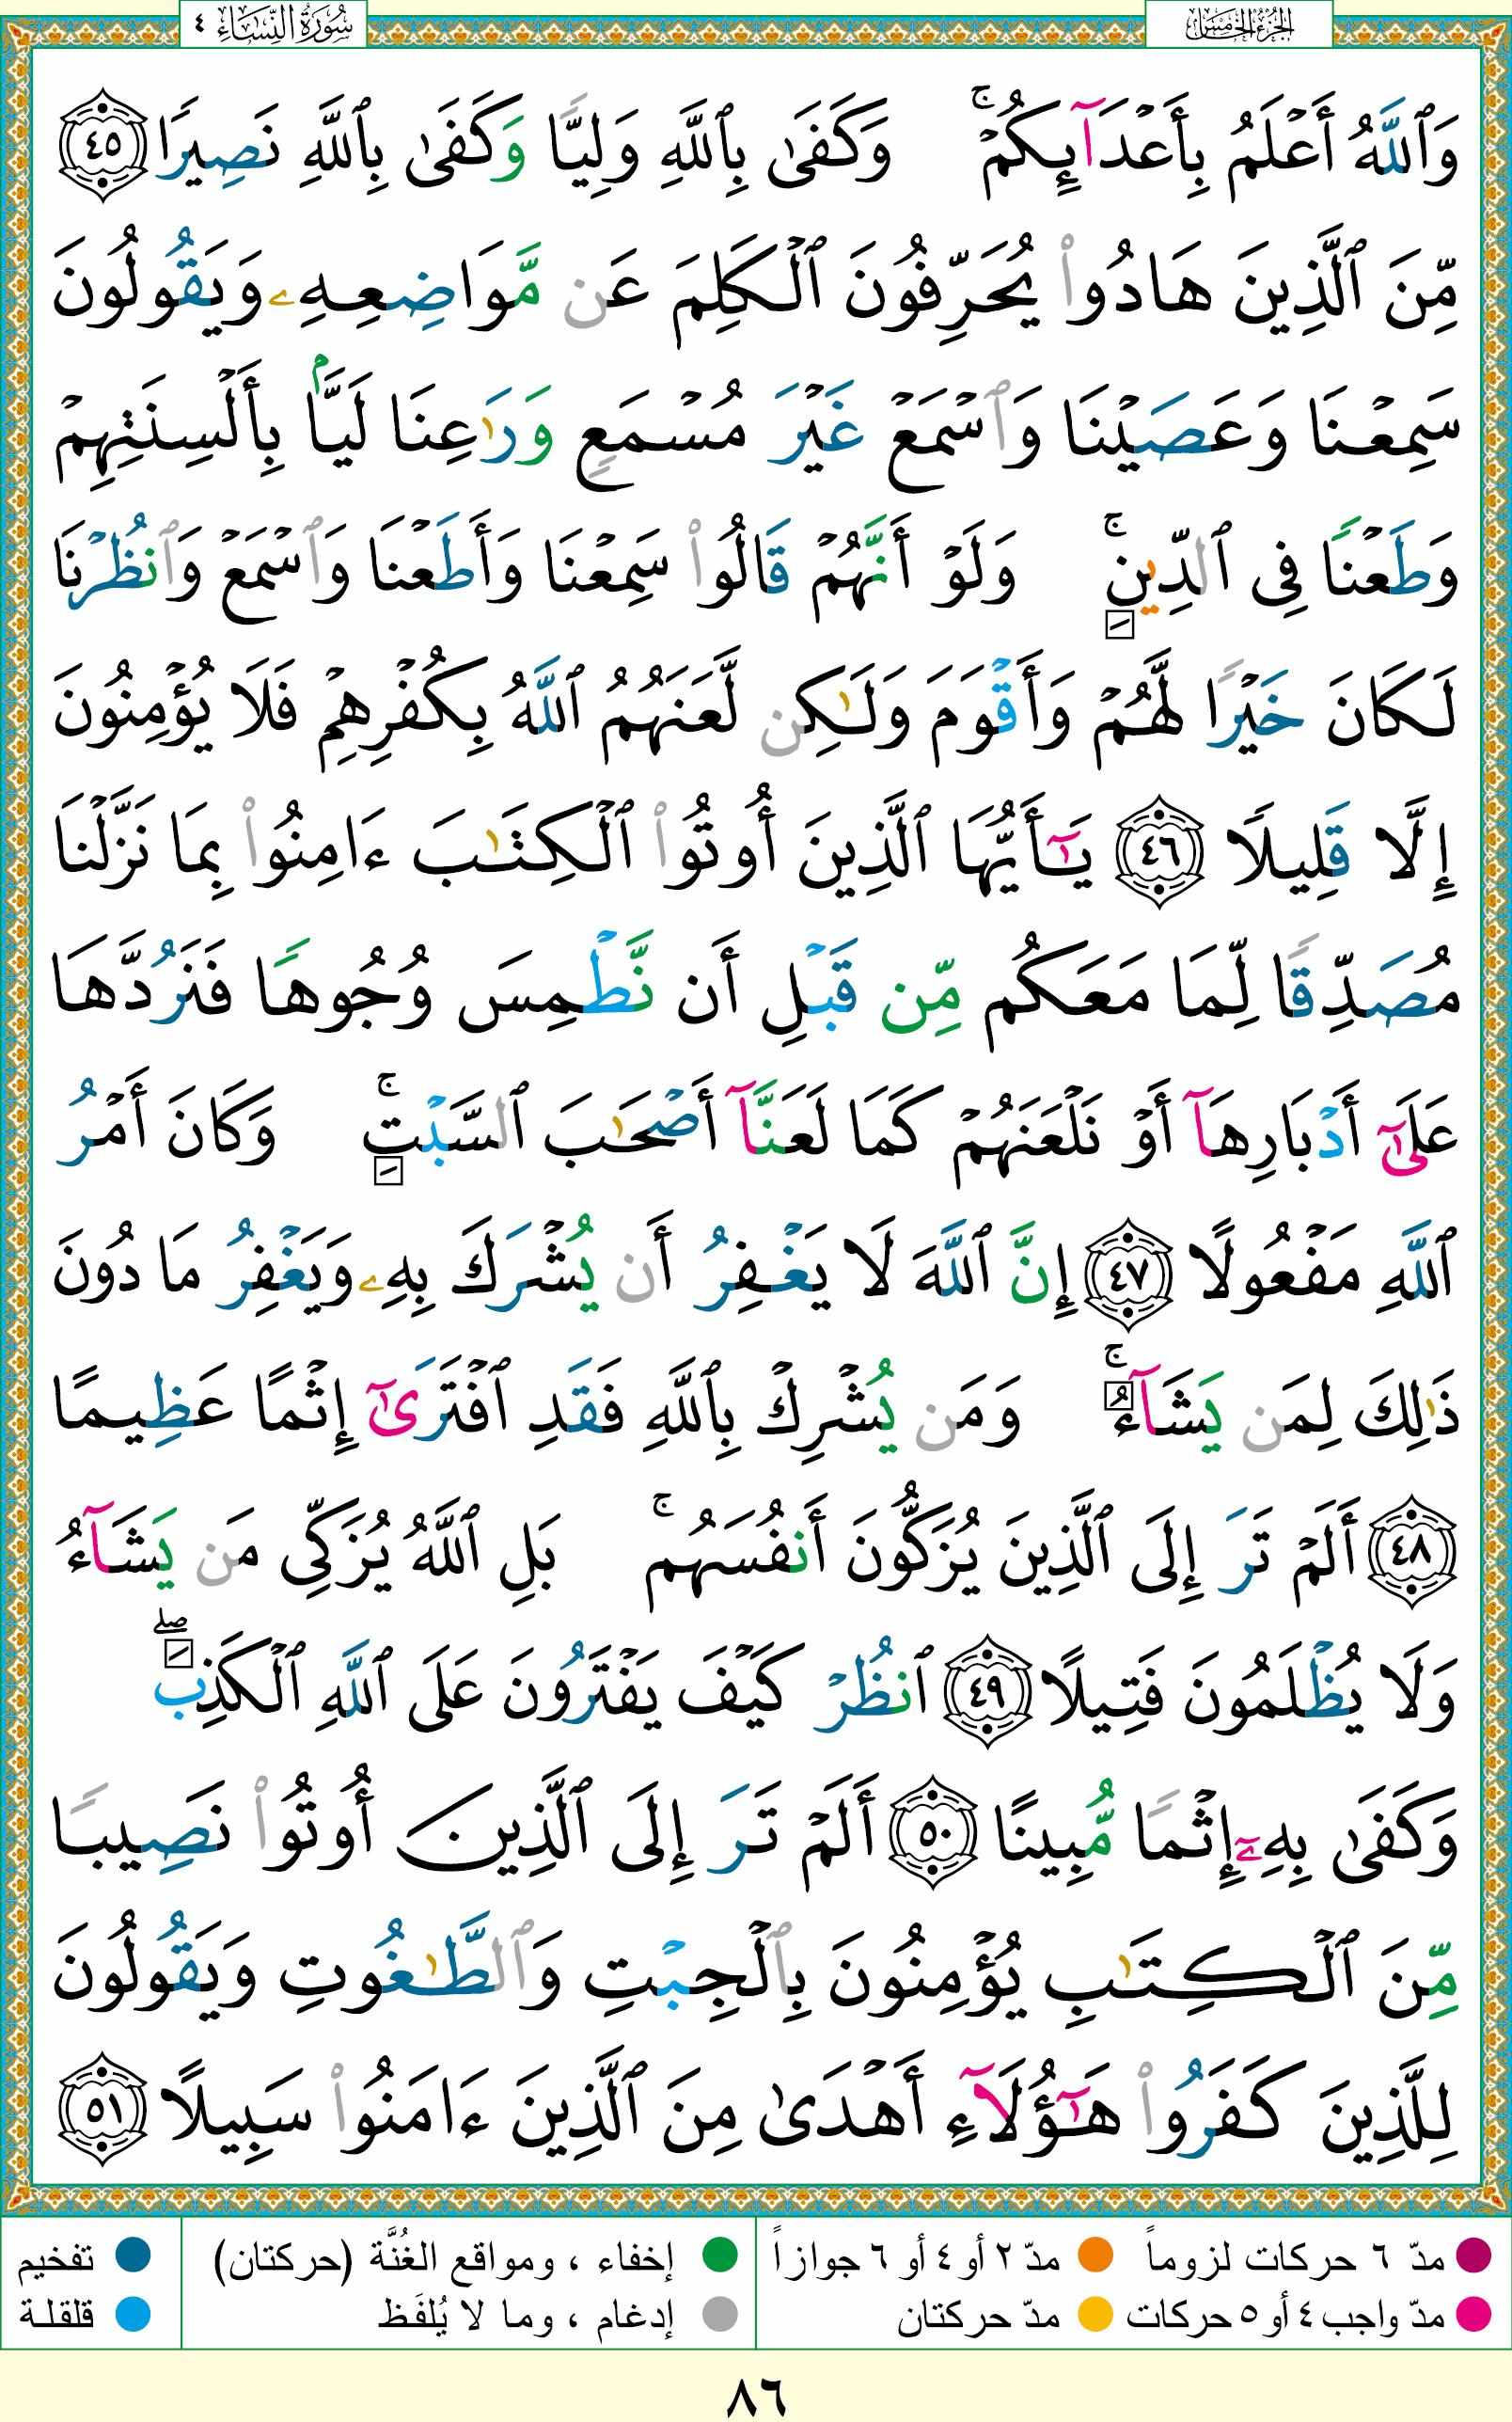 الجزء الخامس
سُورَةُ النِّسَاءِ ٤
وَٱللَّهُ أَعۡلَمُ بِأَعۡدَآئِكُمۡۚ وَكَفَىٰ بِٱللَّهِ وَلِيّٗا وَكَفَىٰ بِٱللَّهِ نَصِيرٗا ٤٥
مِّنَ ٱلَّذِينَ هَادُواْ يُحَرِّفُونَ ٱلۡكَلِمَ عَن مَّوَاضِعِهِۦ وَيَقُولُونَ
سَمِعۡنَا وَعَصَيۡنَا وَٱسۡمَعۡ غَيۡرَ مُسۡمَعٖ وَرَٰعِنَا لَيَّۢا بِأَلۡسِنَتِهِمۡ
وَطَعۡنٗا فِي ٱلدِّينِۚ وَلَوۡ أَنَّهُمۡ قَالُواْ سَمِعۡنَا وَأَطَعۡنَا وَٱسۡمَعۡ وَٱنظُرۡنَا
لَكَانَ خَيۡرٗا لَّهُمۡ وَأَقۡوَمَ وَلَٰكِن لَّعَنَهُمُ ٱللَّهُ بِكُفۡرِهِمۡ فَلَا يُؤۡمِنُونَ
إِلَّا قَلِيلٗا ٤٦ يَٰٓأَيُّهَا ٱلَّذِينَ أُوتُواْ ٱلۡكِتَٰبَ ءَامِنُواْ بِمَا نَزَّلۡنَا
مُصَدِّقٗا لِّمَا مَعَكُم مِّن قَبۡلِ أَن نَّطۡمِسَ وُجُوهٗا فَنَرُدَّهَا
عَلَىٰٓ أَدۡبَارِهَآ أَوۡ نَلۡعَنَهُمۡ كَمَا لَعَنَّآ أَصۡحَٰبَ ٱلسَّبۡتِۚ وَكَانَ أَمۡرُ
ٱللَّهِ مَفۡعُولًا ٤٧ إِنَّ ٱللَّهَ لَا يَغۡفِرُ أَن يُشۡرَكَ بِهِۦ وَيَغۡفِرُ مَا دُونَ
ذَٰلِكَ لِمَن يَشَآءُۚ وَمَن يُشۡرِكۡ بِٱللَّهِ فَقَدِ ٱفۡتَرَىٰٓ إِثۡمًا عَظِيمًا
٤٨ أَلَمۡ تَرَ إِلَى ٱلَّذِينَ يُزَكُّونَ أَنفُسَهُمۚ بَلِ ٱللَّهُ يُزَكِّي مَن يَشَآءُ
وَلَا يُظۡلَمُونَ فَتِيلًا ٤٩ ٱنظُرۡ كَيۡفَ يَفۡتَرُونَ عَلَى ٱللَّهِ ٱلۡكَذِبَۖ
وَكَفَىٰ بِهِۦٓ إِثۡمٗا مُّبِينًا ٥٠ أَلَمۡ تَرَ إِلَى ٱلَّذِينَ أُوتُواْ نَصِيبٗا
مِّنَ ٱلۡكِتَٰبِ يُؤۡمِنُونَ بِٱلۡجِبۡتِ وَٱلطَّٰغُوتِ وَيَقُولُونَ
لِلَّذِينَ كَفَرُواْ هَٰٓؤُلَآءِ أَهۡدَىٰ مِنَ ٱلَّذِينَ ءَامَنُواْ سَبِيلًا ٥١
مدّ ٦ حركات لزوماً
مدّ ٢ أو ٤ أو ٦ جوازاً
إخفاء ، ومواقع الغُنَّة (حركتان)
تفخيم
مدّ واجب ٤ أو ٥ حركات
مدّ حركتان
إدغام ، وما لا يُلفَظ
قلقلة
٨٦